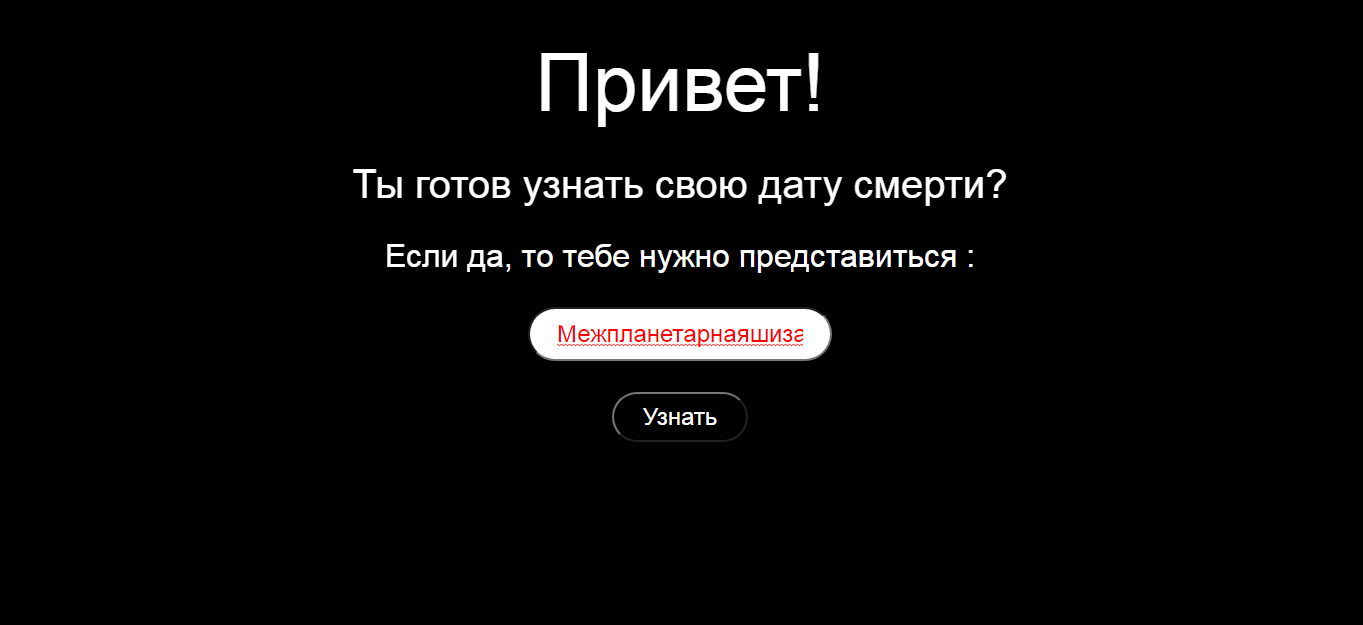 Привет!
Ты готов узнать свою дату смерти?
Если да, то тебе нужно представиться :
Межпланетарнаяшиза
Узнать